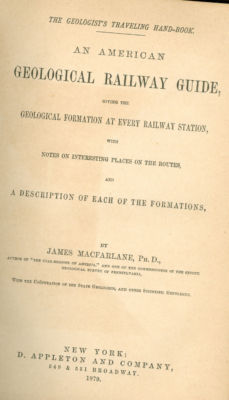 THE GEOLOGIST'S TRAVELING HAND-BOOK.
AN AMERICAN
GEOLOGICAL RAILWAY GUIDE,
GIVING THE
GEOLOGICAL FORMATION AT EVERY RAILWAY STATION,
WITH
NOTES ON INTERESTING PLACES ON THE ROUTES,
AND
A DESCRIPTION OF EACH OF THE FORMATIONS,
BY
JAMES MACFARLANE, PH. D.,
AUTHOR OF "THE COAL-REGIONS OF AMERICA," AND ONE OF THE COMMISSIONERS OF THE SECOND
GEOLOGICAL SURVEY OF PENNSYLVANIA.
WITH THE COÖPERATION OF THE STATE GEOLOGISTS, AND OTHER SCIENTIFIC GENTLEMEN.
NEW YORK:
D. APPLETON AND COMPANY,
549 & 551 BROADWAY.
1879.